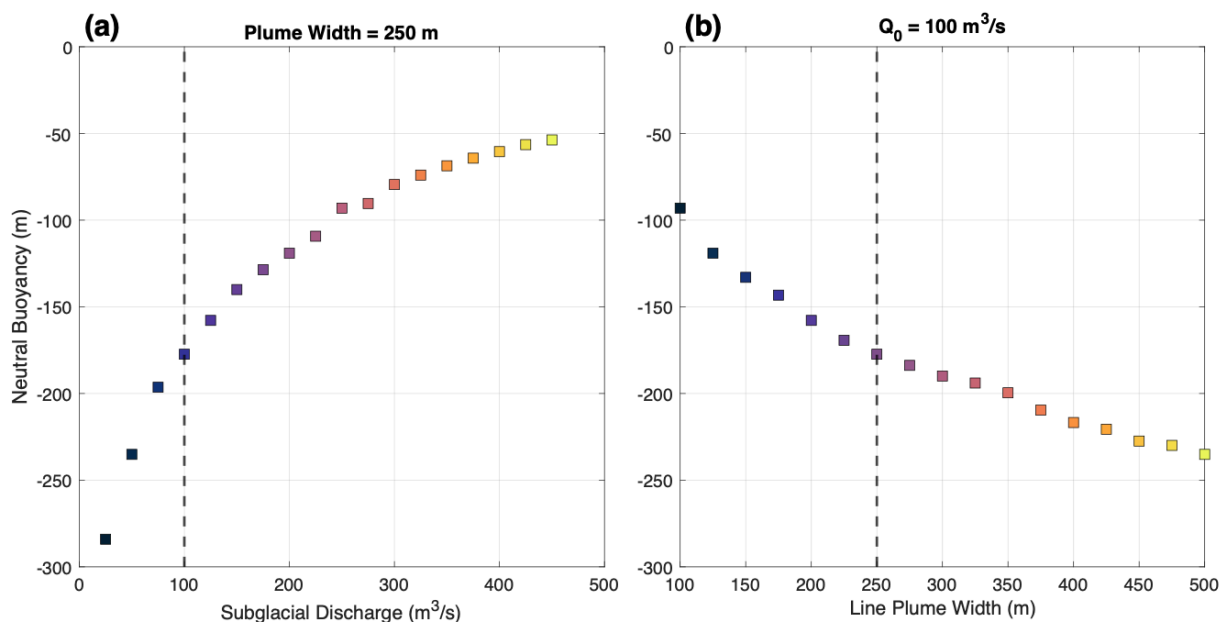 (a)
Plume Width = 250 m
0
-50
-100
-150
-200
-250
-300
0 100 200 300 400 500
Neutral Buoyancy (m)
Subglacial Discharge (m³/s)
(b)
Q₀ = 100 m³/s
0
-50
-100
-150
-200
-250
-300
100 150 200 250 300 350 400 450 500
Line Plume Width (m)